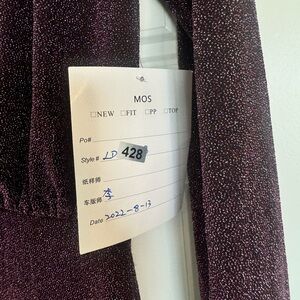 MOS
□NEW □FIT □PP □TOP
Po#
Style # LD 428
纸样师
车版师 李
Date 2022-8-13